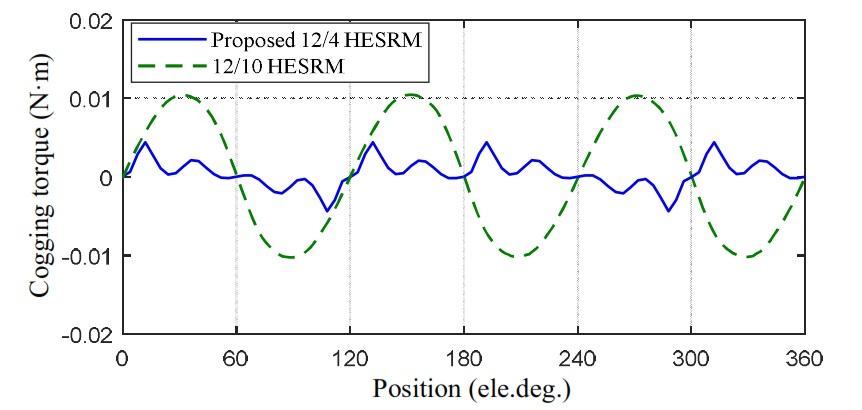 0.02
0.01
0
-0.01
-0.02
Cogging torque (N·m)
Proposed 12/4 HESRM
12/10 HESRM
0 60 120 180 240 300 360
Position (ele.deg.)